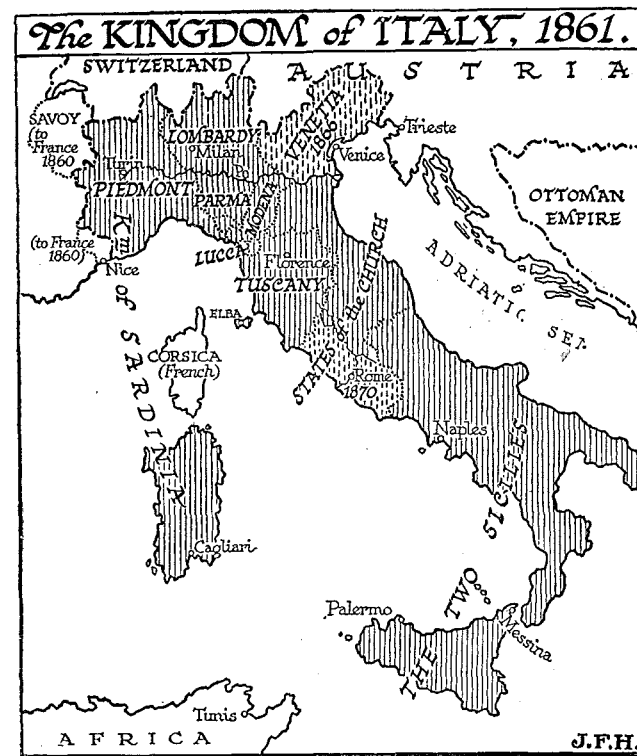 The KINGDOM of ITALY, 1861.
SWITZERLAND
AUSTRIA
SAVOY
(to
France
1860
LOMBARDY
Milan
VENETIA
1866
Trieste
Venice
Turin
Po
PIEDMONT
PARMA
MODENA
OTTOMAN
EMPIRE
(to France
1860)
Nice
LUCCA
Florence
TUSCANY
STATES of the CHURCH
ADRIATIC SEA
Km of SARDINIA
ELBA
CORSICA
(French)
Rome
1870
Naples
THE TWO SICILIES
Cagliari
Palermo
Messina
Tunis
AFRICA
J.F.H.